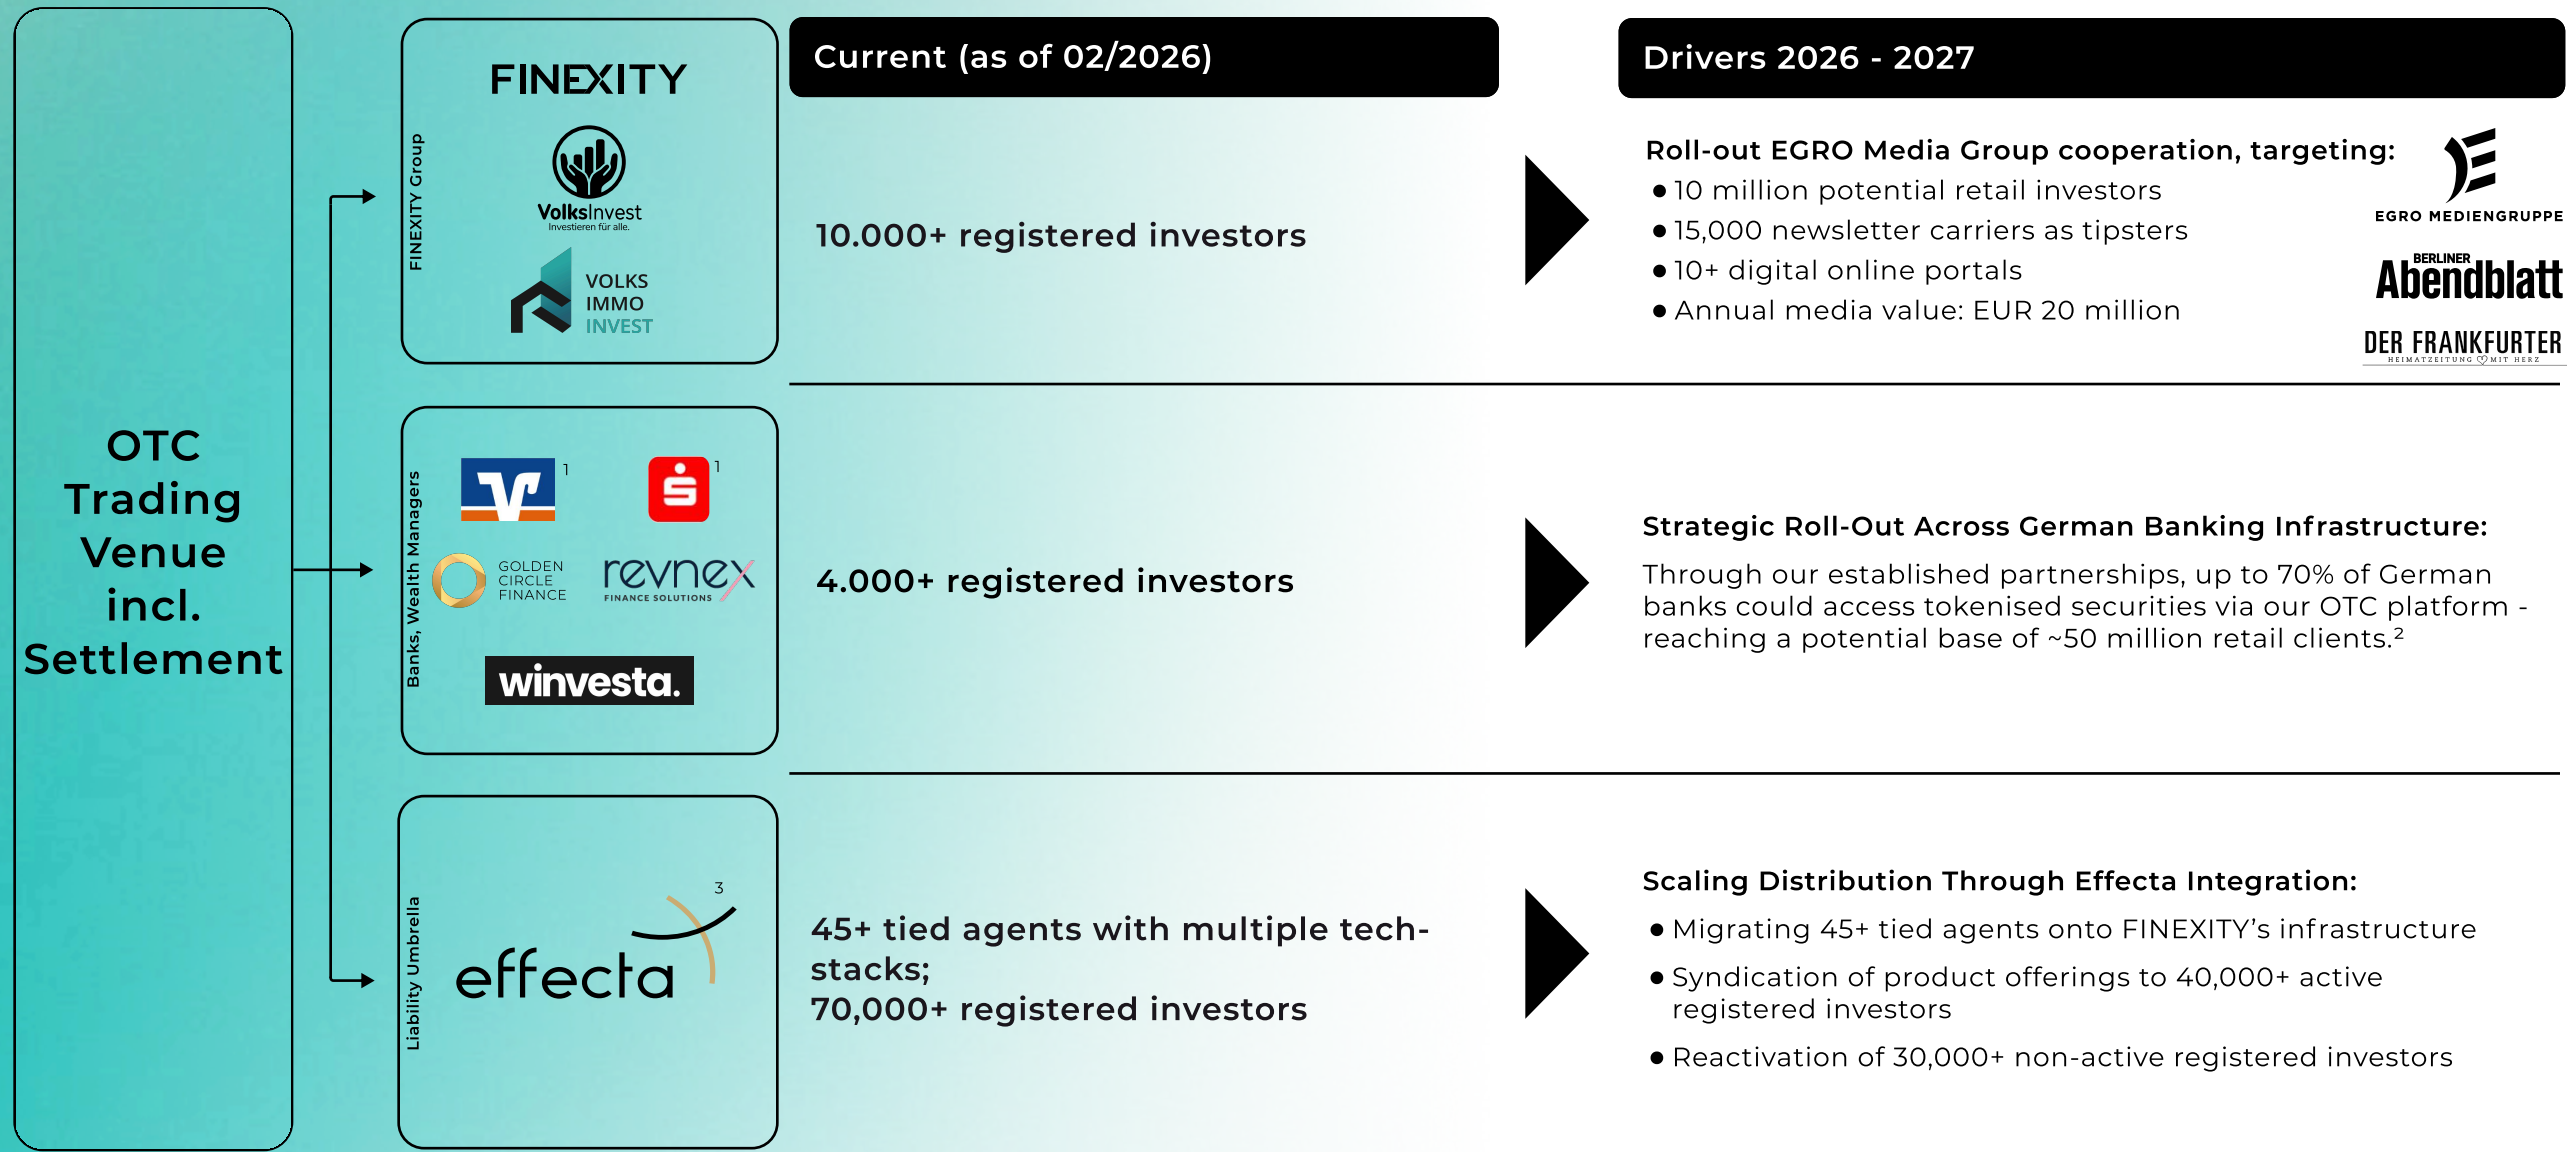 OTC
Trading
Venue
incl.
Settlement
FINEXITY Group
FINEXITY
VolksInvest
Investieren für alle.
VOLKS
IMMO
INVEST
Current (as of 02/2026)
10.000+ registered investors
Drivers 2026 - 2027
Roll-out EGRO Media Group cooperation, targeting:
● 10 million potential retail investors
● 15,000 newsletter carriers as tipsters
● 10+ digital online portals
● Annual media value: EUR 20 million
EGRO MEDIENGRUPPE
BERLINER
Abendblatt
DER FRANKFURTER
HEIMATZEITUNG MIT HERZ
Banks, Wealth Managers
1
1
GOLDEN
CIRCLE
FINANCE
revnex
FINANCE SOLUTIONS
winvesta.
4.000+ registered investors
Strategic Roll-Out Across German Banking Infrastructure:
Through our established partnerships, up to 70% of German
banks could access tokenised securities via our OTC platform -
reaching a potential base of ~50 million retail clients.²
Liability Umbrella
effecta
3
45+ tied agents with multiple tech-
stacks;
70,000+ registered investors
Scaling Distribution Through Effecta Integration:
● Migrating 45+ tied agents onto FINEXITY’s infrastructure
● Syndication of product offerings to 40,000+ active
registered investors
● Reactivation of 30,000+ non-active registered investors